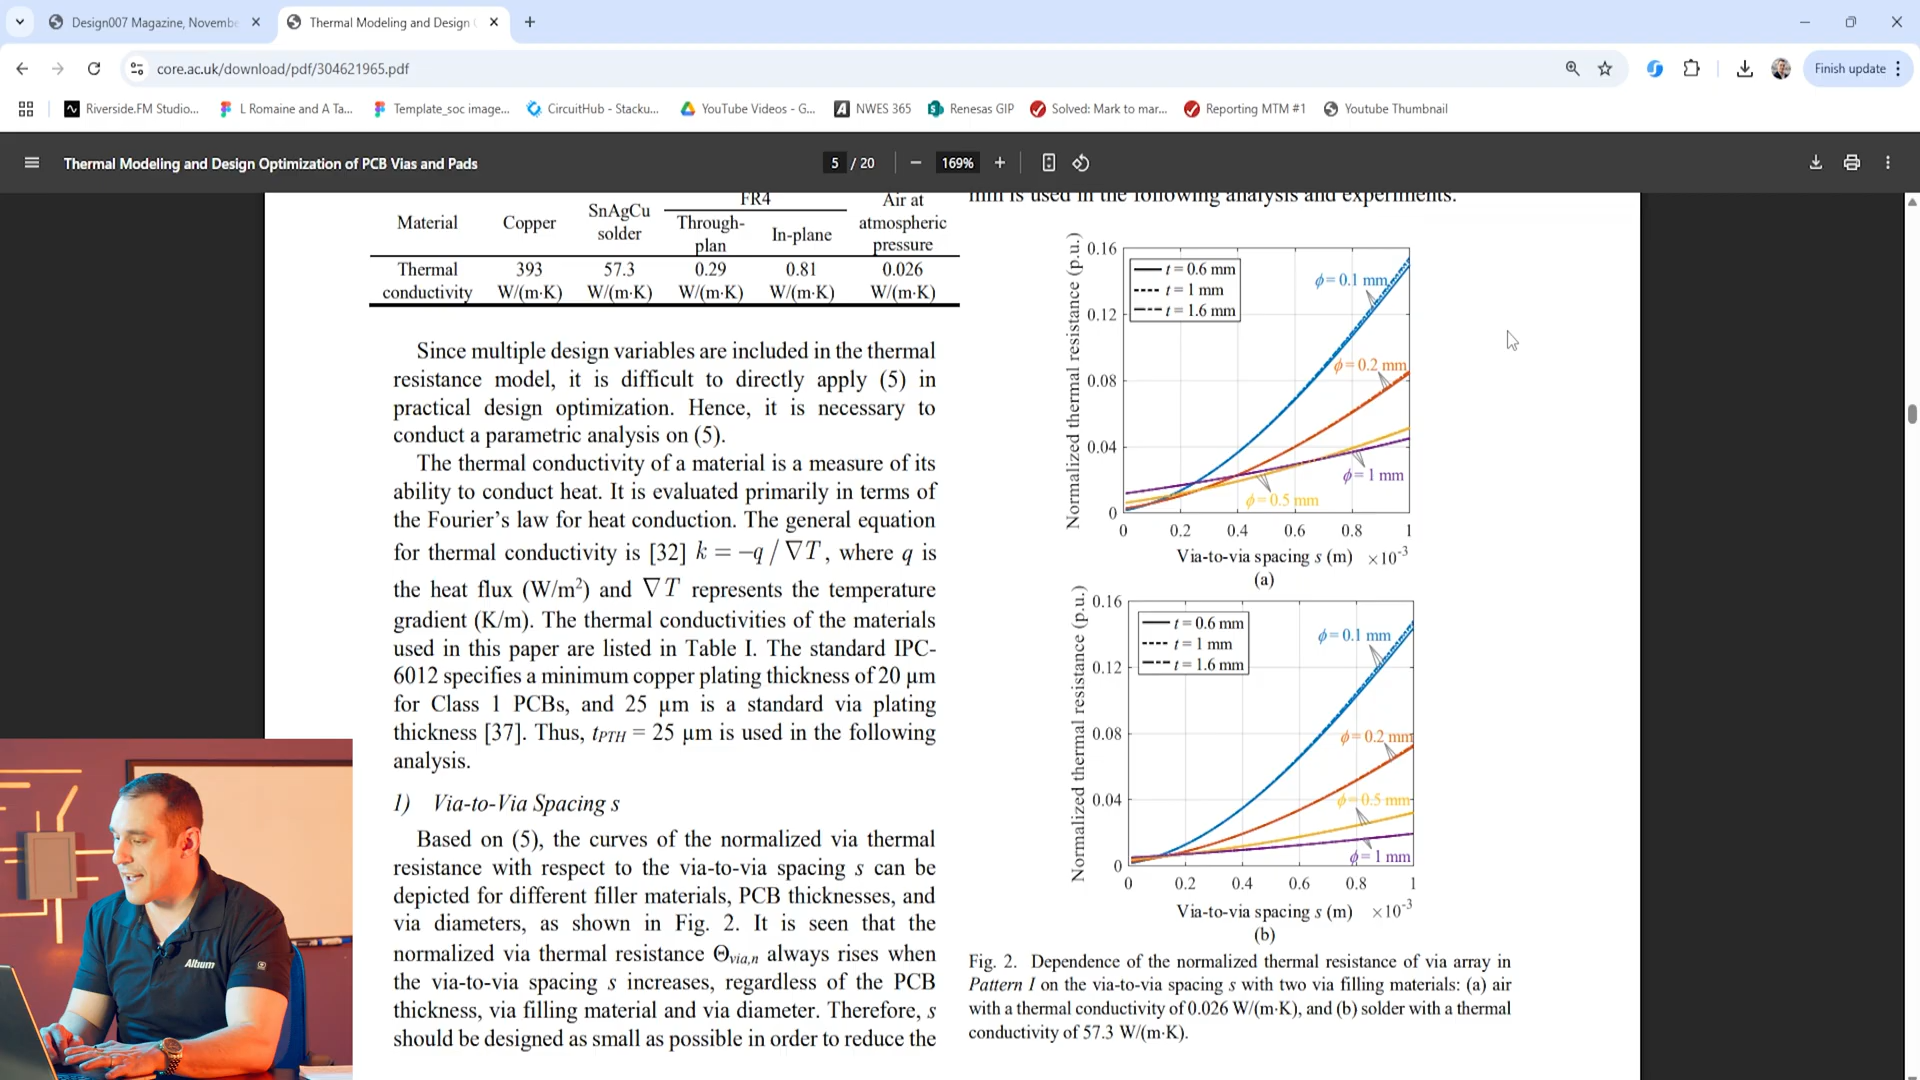 Design007 Magazine, Novembe
Thermal Modeling and Design
core.ac.uk/download/pdf/304621965.pdf
Finish update
Riverside.FM Studio...
L Romaine and A Ta...
Template_soc image...
CircuitHub - Stacku...
YouTube Videos - G...
NWES 365
Renesas GIP
Solved: Mark to mar...
Reporting MTM #1
Youtube Thumbnail
Thermal Modeling and Design Optimization of PCB Vias and Pads
5 / 20
169%
Material Copper SnAgCu solder FR4 Through-plan In-plane Air at atmospheric pressure
Thermal conductivity 393 W/(m·K) 57.3 W/(m·K) 0.29 W/(m·K) 0.81 W/(m·K) 0.026 W/(m·K)
Since multiple design variables are included in the thermal
resistance model, it is difficult to directly apply (5) in
practical design optimization. Hence, it is necessary to
conduct a parametric analysis on (5).
The thermal conductivity of a material is a measure of its
ability to conduct heat. It is evaluated primarily in terms of
the Fourier's law for heat conduction. The general equation
for thermal conductivity is [32] k = −q / ∇T, where q is
the heat flux (W/m²) and ∇T represents the temperature
gradient (K/m). The thermal conductivities of the materials
used in this paper are listed in Table I. The standard IPC-
6012 specifies a minimum copper plating thickness of 20 μm
for Class 1 PCBs, and 25 μm is a standard via plating
thickness [37]. Thus, tPTH = 25 μm is used in the following
analysis.
1) Via-to-Via Spacing s
Based on (5), the curves of the normalized via thermal
resistance with respect to the via-to-via spacing s can be
depicted for different filler materials, PCB thicknesses, and
via diameters, as shown in Fig. 2. It is seen that the
normalized via thermal resistance Θvia,n always rises when
the via-to-via spacing s increases, regardless of the PCB
thickness, via filling material and via diameter. Therefore, s
should be designed as small as possible in order to reduce the
mm is used in the following analysis and experiments.
Normalized thermal resistance (p.u.)
0.16
0.12
0.08
0.04
0
t = 0.6 mm
t = 1 mm
t = 1.6 mm
ϕ = 0.1 mm
ϕ = 0.2 mm
ϕ = 1 mm
ϕ = 0.5 mm
0 0.2 0.4 0.6 0.8 1
Via-to-via spacing s (m) ×10-3
(a)
Normalized thermal resistance (p.u.)
0.16
0.12
0.08
0.04
0
t = 0.6 mm
t = 1 mm
t = 1.6 mm
ϕ = 0.1 mm
ϕ = 0.2 mm
ϕ = 0.5 mm
ϕ = 1 mm
0 0.2 0.4 0.6 0.8 1
Via-to-via spacing s (m) ×10-3
(b)
Fig. 2. Dependence of the normalized thermal resistance of via array in
Pattern I on the via-to-via spacing s with two via filling materials: (a) air
with a thermal conductivity of 0.026 W/(m·K), and (b) solder with a thermal
conductivity of 57.3 W/(m·K).
Altium